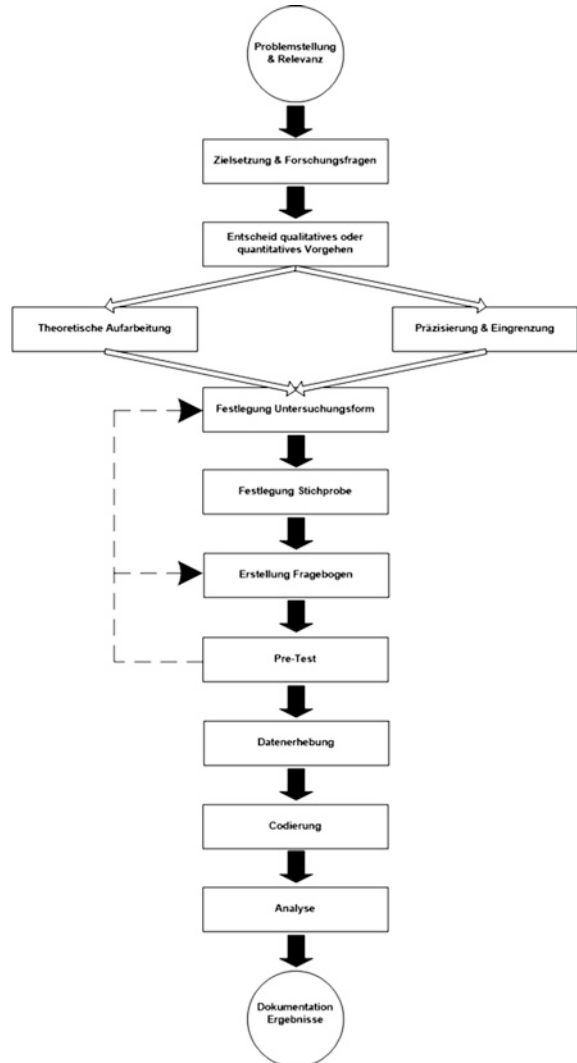 Problemstellung
& Relevanz
Zielsetzung & Forschungsfragen
Entscheid qualitatives oder
quantitatives Vorgehen
Theoretische Aufarbeitung
Präzisierung & Eingrenzung
Festlegung Untersuchungsform
Festlegung Stichprobe
Erstellung Fragebogen
Pre-Test
Datenerhebung
Codierung
Analyse
Dokumentation
Ergebnisse